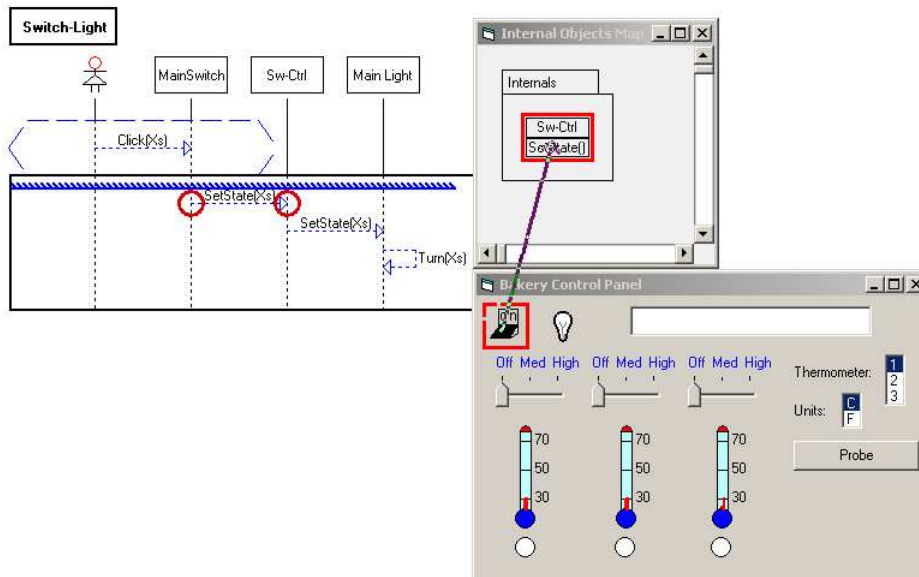 Switch-Light
MainSwitch
Sw-Ctrl
Main Light
Click(Xs)
SetState(Xs)
SetState(Xs)
Turn(Xs)
Internal Objects Map
Internals
Sw-Ctrl
SetState()
Bakery Control Panel
Off Med High
Off Med High
Off Med High
70
50
30
70
50
30
70
50
30
Thermometer:
1
2
3
Units:
C
F
Probe